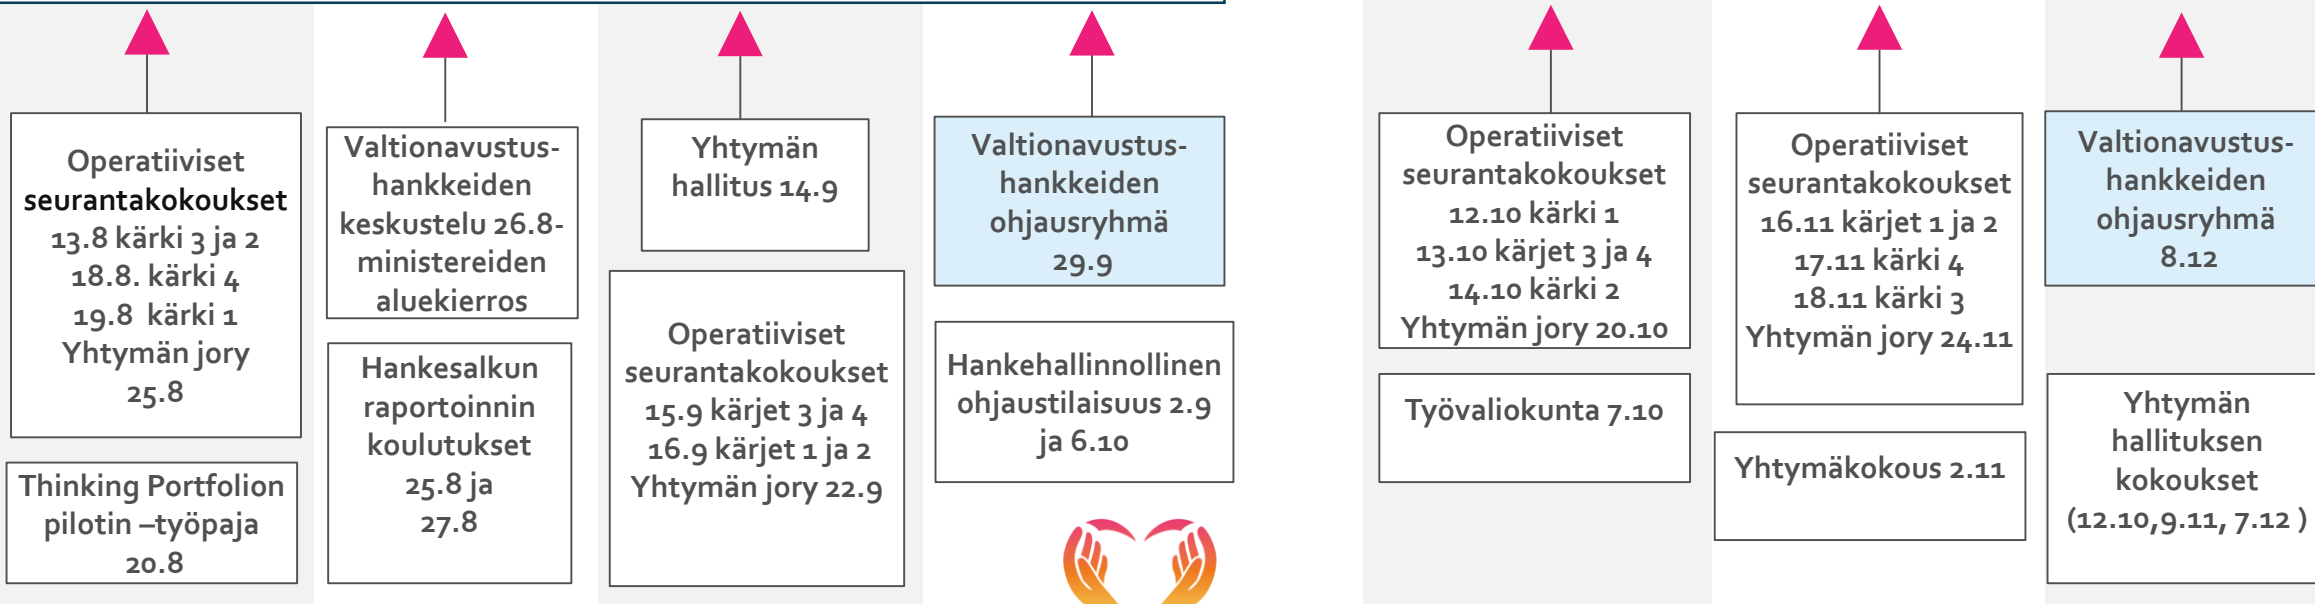 Operatiiviset
seurantakokoukset
13.8 kärki 3 ja 2
18.8. kärki 4
19.8 kärki 1
Yhtymän jory
25.8
Thinking Portfolion
pilotin –työpaja
20.8
Valtionavustus-
hankkeiden
keskustelu 26.8-
ministereiden
aluekierros
Hankesalkun
raportoinnin
koulutukset
25.8 ja
27.8
Yhtymän
hallitus 14.9
Operatiiviset
seurantakokoukset
15.9 kärjet 3 ja 4
16.9 kärjet 1 ja 2
Yhtymän jory 22.9
Valtionavustus-
hankkeiden
ohjausryhmä
29.9
Hankehallinnollinen
ohjaustilaisuus 2.9
ja 6.10
Operatiiviset
seurantakokoukset
12.10 kärki 1
13.10 kärjet 3 ja 4
14.10 kärki 2
Yhtymän jory 20.10
Työvaliokunta 7.10
Operatiiviset
seurantakokoukset
16.11 kärjet 1 ja 2
17.11 kärki 4
18.11 kärki 3
Yhtymän jory 24.11
Yhtymäkokous 2.11
Valtionavustus-
hankkeiden
ohjausryhmä
8.12
Yhtymän
hallituksen
kokoukset
(12.10,9.11, 7.12 )